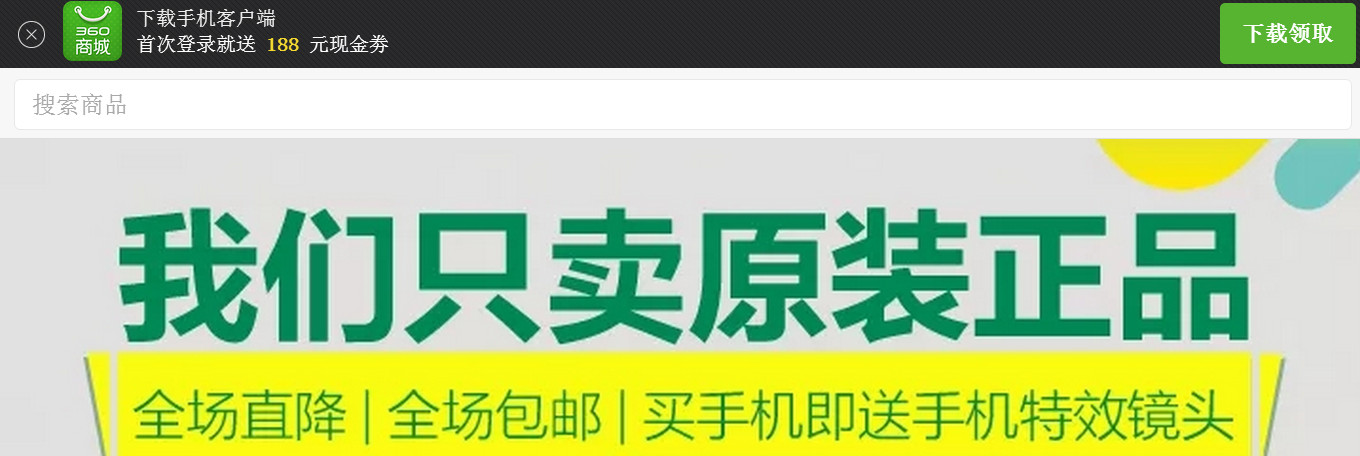 360
商城
下载手机客户端
首次登录就送 188 元现金券
下载领取
搜索商品
我们只卖原装正品
全场直降 | 全场包邮 | 买手机即送手机特效镜头